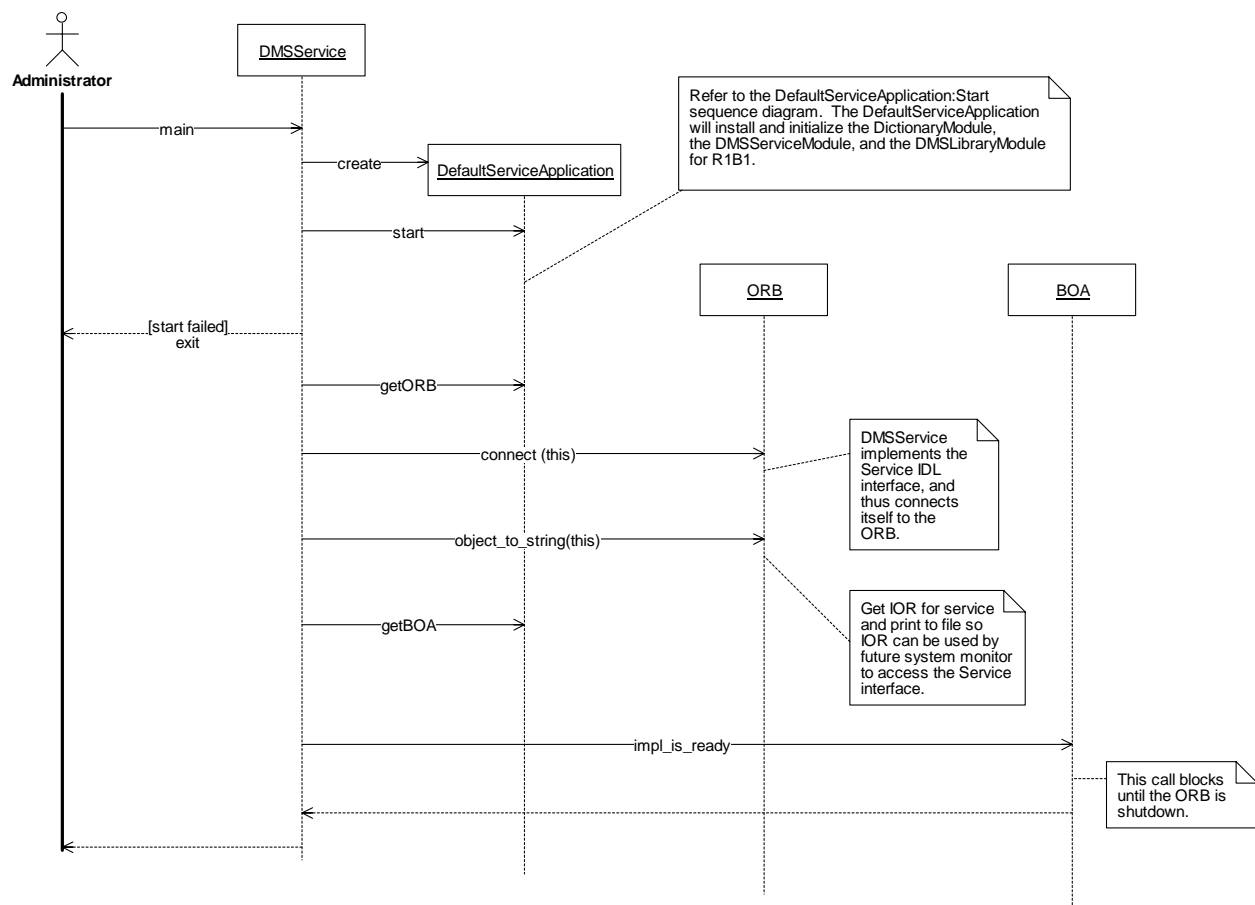 Administrator
DMSService
main
create
DefaultServiceApplication
Refer to the DefaultServiceApplication:Start
sequence diagram. The DefaultServiceApplication
will install and initialize the DictionaryModule,
the DMSServiceModule, and the DMSLibraryModule
for R1B1.
start
ORB
BOA
[start failed]
exit
getORB
connect (this)
DMSService
implements the
Service IDL
interface, and
thus connects
itself to the
ORB.
object_to_string(this)
Get IOR for service
and print to file so
IOR can be used by
future system monitor
to access the Service
interface.
getBOA
impl_is_ready
This call blocks
until the ORB is
shutdown.